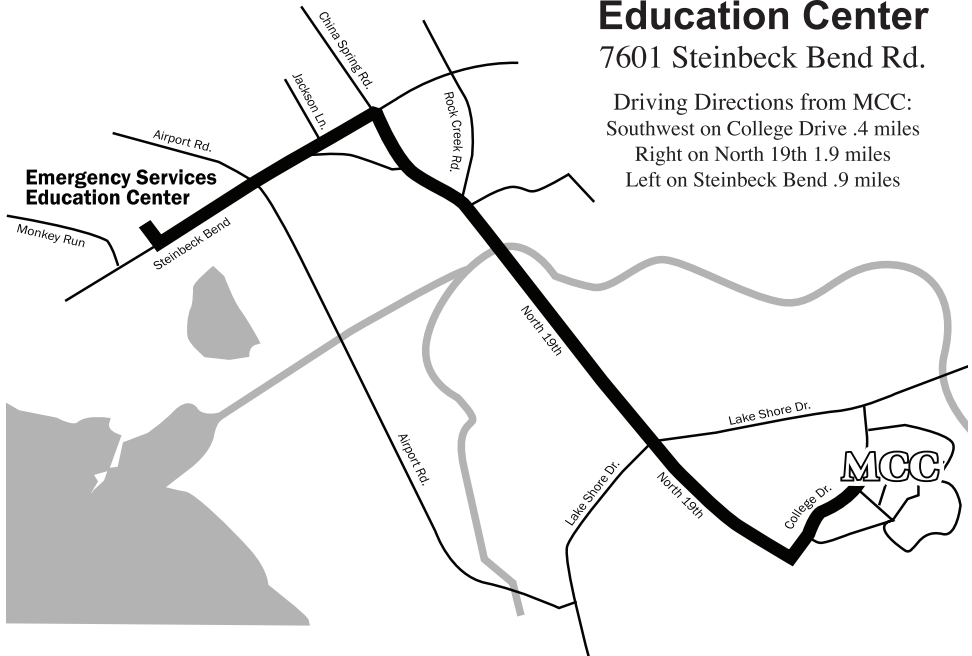 Education Center
7601 Steinbeck Bend Rd.
Driving Directions from MCC:
Southwest on College Drive .4 miles
Right on North 19th 1.9 miles
Left on Steinbeck Bend .9 miles
China Spring Rd.
Jackson Ln.
Rock Creek Rd.
Airport Rd.
Emergency Services
Education Center
Monkey Run
Steinbeck Bend
North 19th
Lake Shore Dr.
Airport Rd.
MCC
Lake Shore Dr.
North 19th
College Dr.